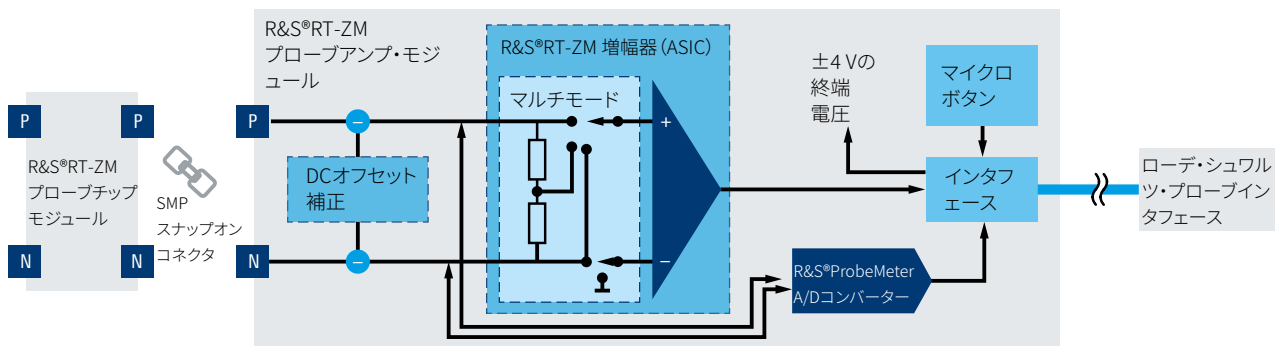 R&S®RT-ZM
プローブアンプ・モジ
ュール
R&S®RT-ZM 増幅器（ASIC）
マルチモード
±4 Vの
終端
電圧
マイクロ
ボタン
P
P
P
+
R&S®RT-ZM
プローブチップ
モジュール
SMP
スナップオン
コネクタ
−
DCオフセット
補正
−
インタフ
ェース
ローデ・シュワル
ツ・プローブイン
タフェース
N
N
N
−
R&S®ProbeMeter
A/Dコンバーター